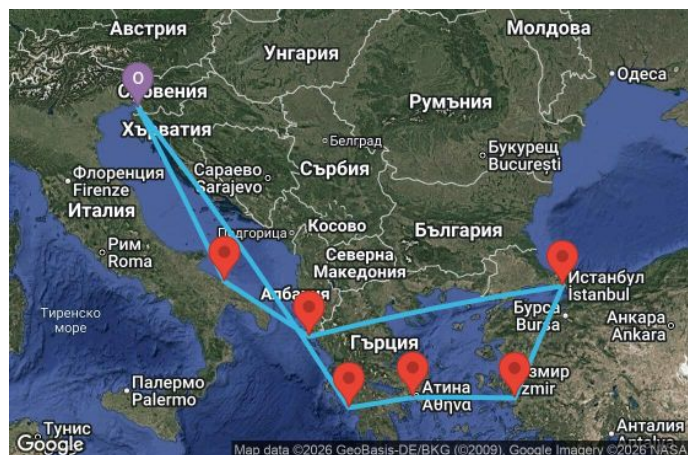 Австрия
Молдова
Унгария
Одеса
O
Словения
Румъния
Хърватия
Белград
Букурещ
București
Флоренция
Firenze
Сараево
Sarajevo
Сърбия
Италия
Косово
България
Подгорица
Рим
Roma
Северна
Македония
Истанбул
İstanbul
Албания
Бурса
Bursa
Анкара
Ankara
Тиренско
море
Гърция
Палермо
Palermo
Атина
Αθήνα
Измир
İzmir
Тунис
Анталия
Google
Map data ©2026 GeoBasis-DE/BKG (©2009), Google Imagery ©2026 NASA